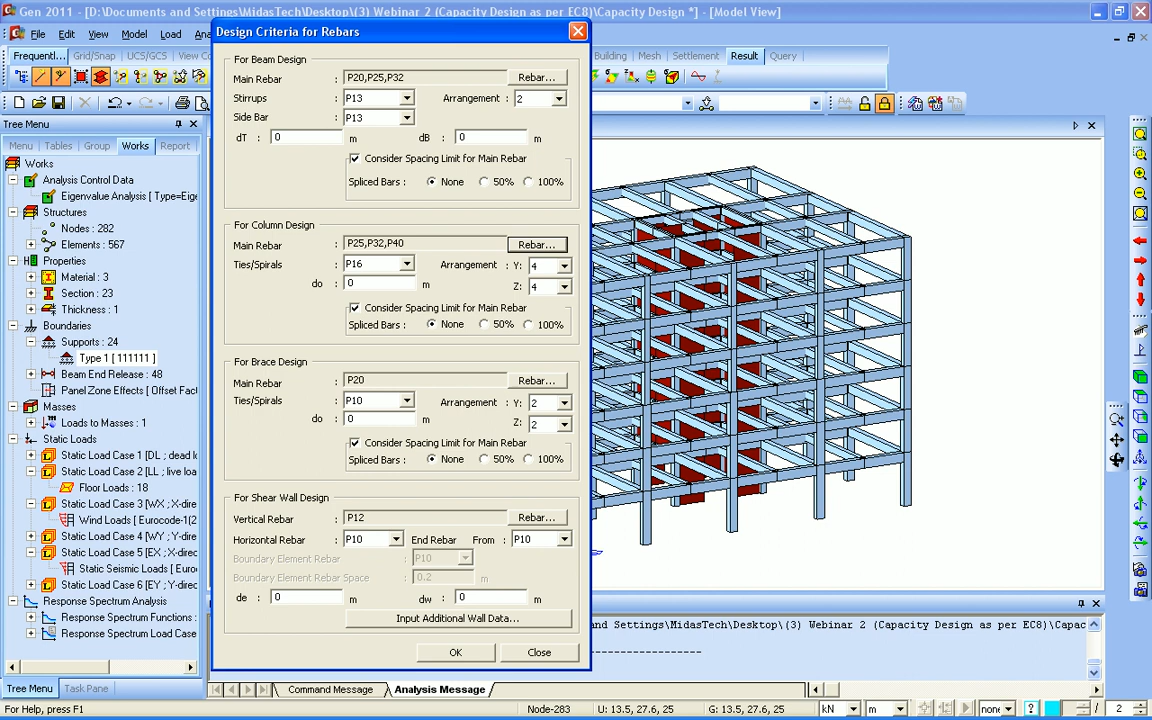 Gen 2011 - [D:\Documents and Settings\MidasTech\Desktop\(3) Webinar 2 (Capacity Design as per EC8)\Capacity Design *] - [Model View]
File Edit View Model Load
Frequentl... Grid/Snap UCS/GCS View Co Building Mesh Settlement Result Query
Tree Menu
Menu Tables Group Works Report
Works
Analysis Control Data
Eigenvalue Analysis [ Type=Eige
Structures
Nodes : 282
Elements : 567
Properties
Material : 3
Section : 23
Thickness : 1
Boundaries
Supports : 24
Type 1 [ 111111 ]
Beam End Release : 48
Panel Zone Effects [ Offset Fact
Masses
Loads to Masses : 1
Static Loads
Static Load Case 1 [DL ; dead lo
Static Load Case 2 [LL ; live loa
Floor Loads : 18
Static Load Case 3 [WX ; X-direc
Wind Loads [ Eurocode-1(2
Static Load Case 4 [WY ; Y-direc
Static Load Case 5 [EX ; X-direc
Static Seismic Loads [ Euroc
Static Load Case 6 [EY ; Y-direc
Response Spectrum Analysis
Response Spectrum Functions :
Response Spectrum Load Case
Tree Menu Task Pane
For Help, press F1
Design Criteria for Rebars
For Beam Design
Main Rebar : P20,P25,P32 Rebar...
Stirrups : P13 Arrangement : 2
Side Bar : P13
dT : 0 m dB : 0 m
Consider Spacing Limit for Main Rebar
Spliced Bars : None 50% 100%
For Column Design
Main Rebar : P25,P32,P40 Rebar...
Ties/Spirals : P16 Arrangement Y: 4
do : 0 m Z: 4
Consider Spacing Limit for Main Rebar
Spliced Bars : None 50% 100%
For Brace Design
Main Rebar : P20 Rebar...
Ties/Spirals : P10 Arrangement Y: 2
do : 0 m Z: 2
Consider Spacing Limit for Main Rebar
Spliced Bars : None 50% 100%
For Shear Wall Design
Vertical Rebar : P12 Rebar...
Horizontal Rebar : P10 End Rebar From : P10
Boundary Element Rebar : P10
Boundary Element Rebar Space : 0.2 m
de : 0 m dw : 0 m
Input Additional Wall Data...
OK Close
nd Settings\MidasTech\Desktop\(3) Webinar 2 (Capacity Design as per EC8)\Capac
--------------------
Command Message Analysis Message
Node-283 U: 13.5, 27.6, 25 G: 13.5, 27.6, 25 kN m none ? / 2